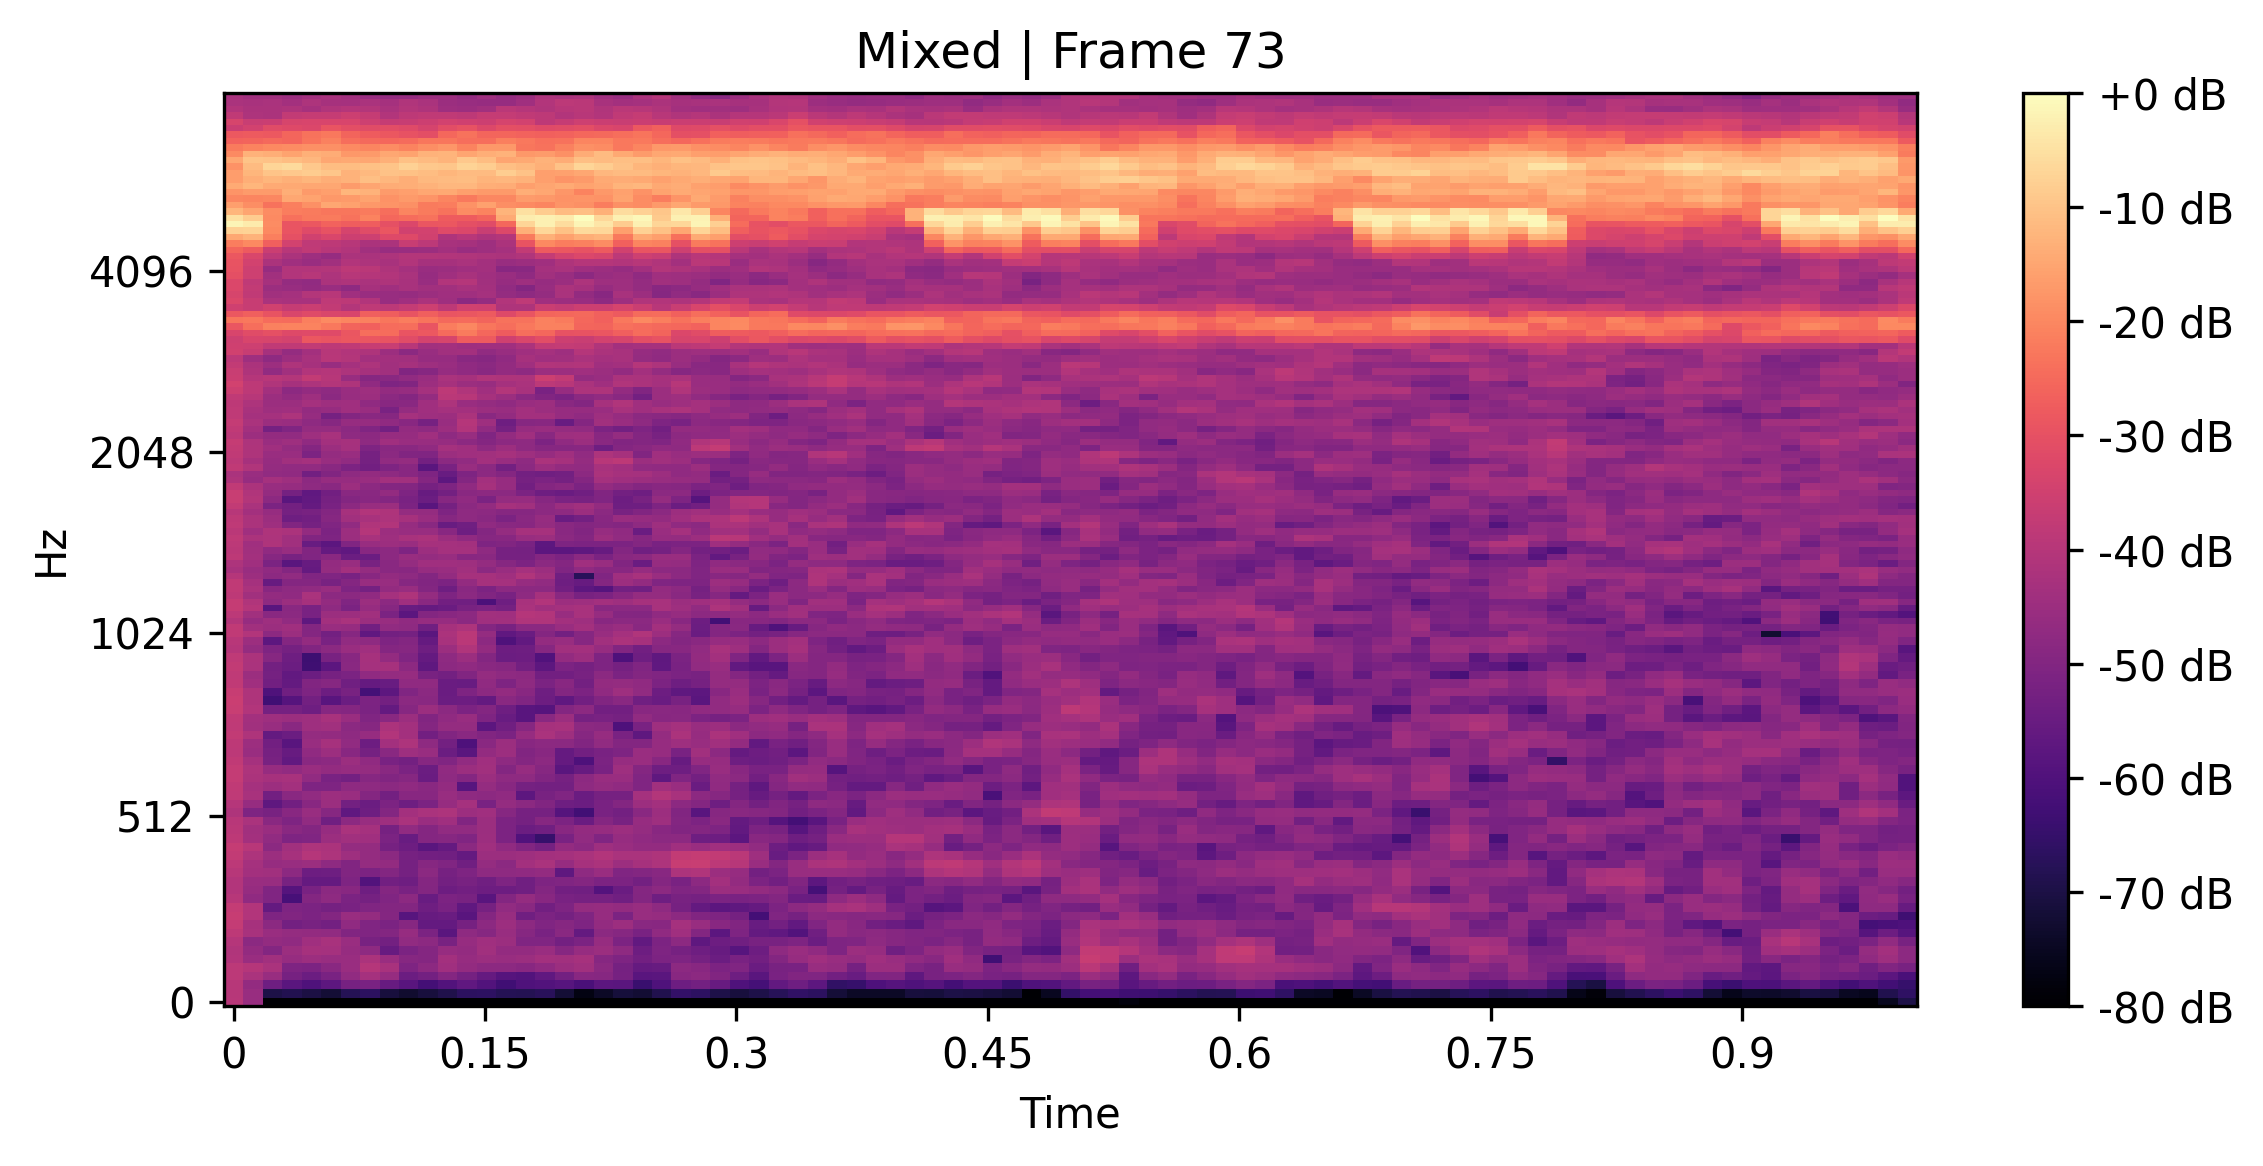 Mixed | Frame 73
+0 dB
-10 dB
4096
-20 dB
-30 dB
2048
-40 dB
Hz
1024
-50 dB
-60 dB
512
-70 dB
0
-80 dB
0 0.15 0.3 0.45 0.6 0.75 0.9
Time